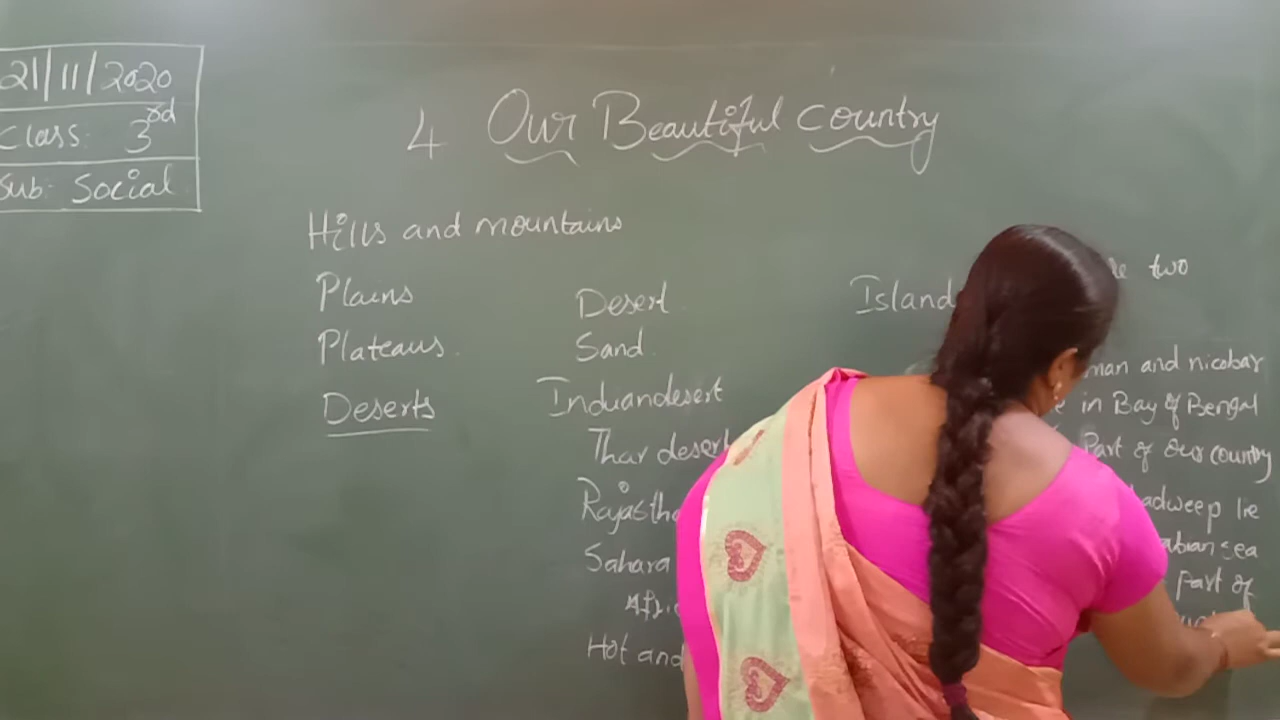 21/11/2020
Class: 3rd
Sub: Social
4 Our Beautiful country
Hills and mountains
Plains
Plateaus.
Deserts
Desert.
Sand.
Indiandesert
Thar desert
Rajastha
Sahara
Hot and
Island
two
man and nicobar
in Bay of Bengal
Part of our country
adweep lie
abian sea
part of